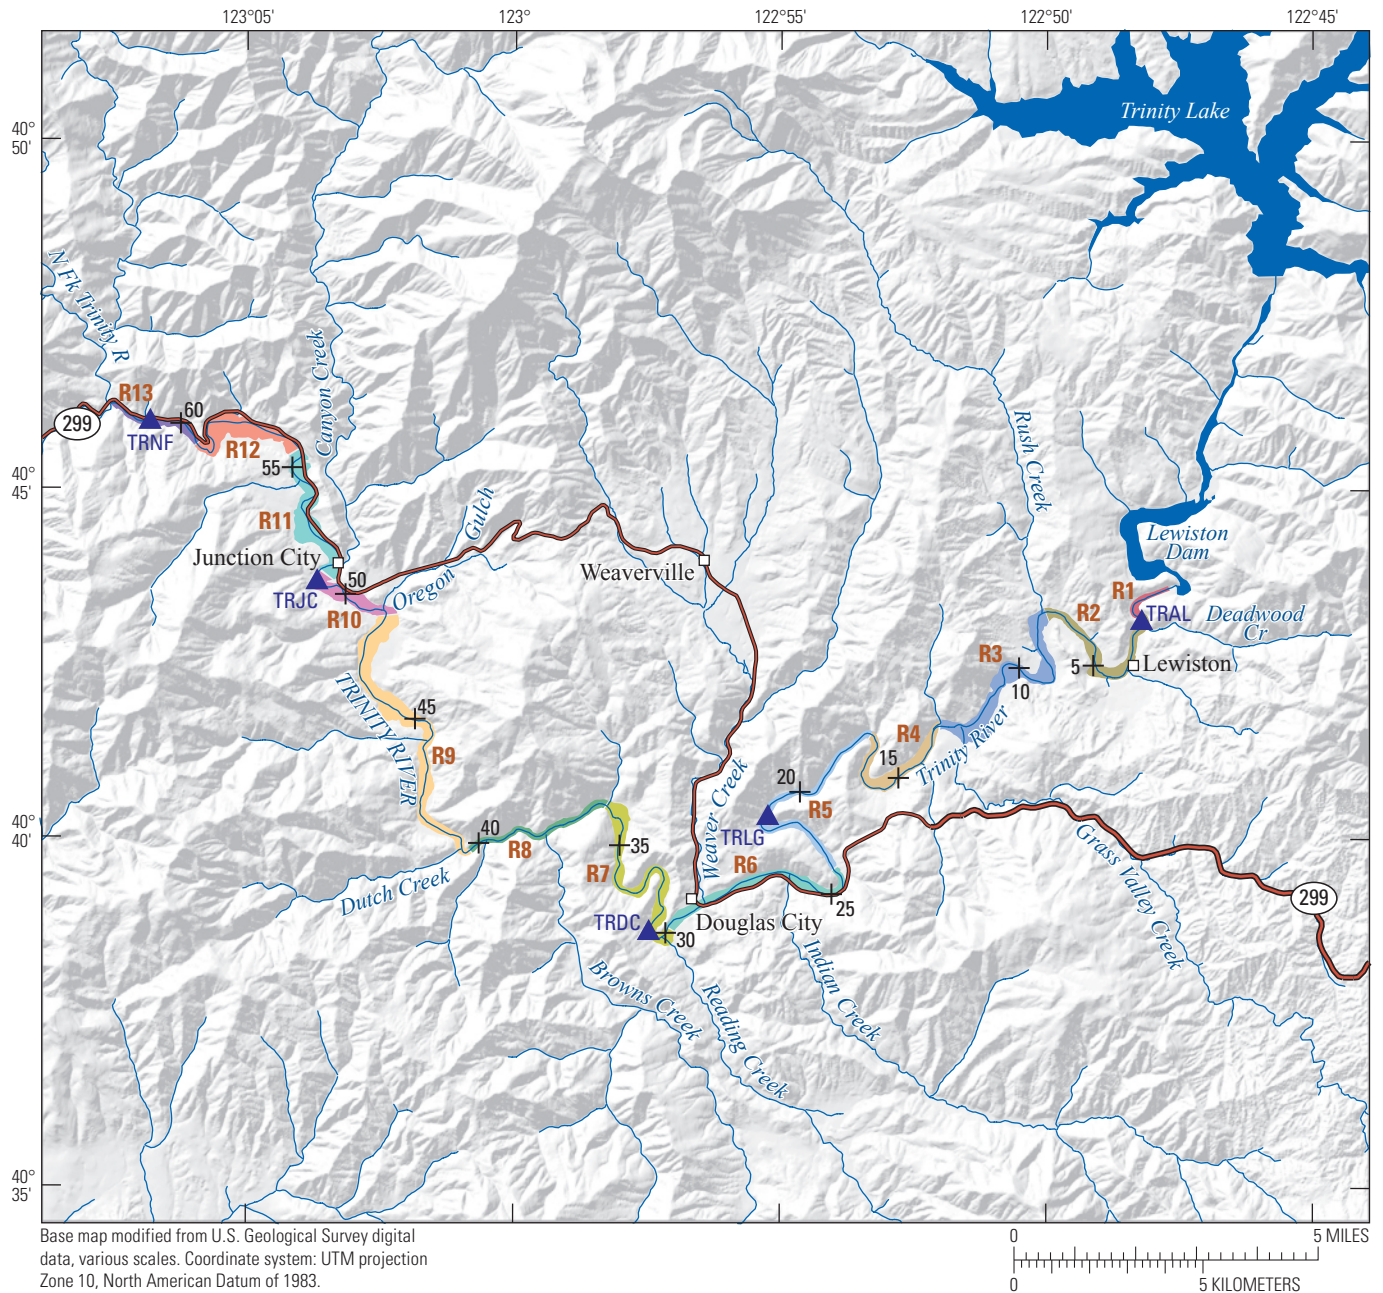 123°05'
123°
122°55'
122°50'
122°45'
40°
50'
Trinity Lake
N Fk Trinity R
Canyon Creek
R13
60
299
TRNF
R12
Rush Creek
55
40°
45'
R11
Gulch
Lewiston
Dam
Junction City
Weaverville
50
TRJC
Oregon
R1
R10
R2
TRAL
Deadwood
Cr
R3
5
Lewiston
10
TRINITY RIVER
45
R4
Trinity River
R9
15
Weaver Creek
20
R5
40°
40'
40
TRLG
Grass Valley Creek
R8
35
R6
R7
Dutch Creek
299
25
TRDC
Douglas City
30
Indian Creek
Browns Creek
Reading Creek
40°
35'
Base map modified from U.S. Geological Survey digital
data, various scales. Coordinate system: UTM projection
Zone 10, North American Datum of 1983.
0
5 MILES
0
5 KILOMETERS